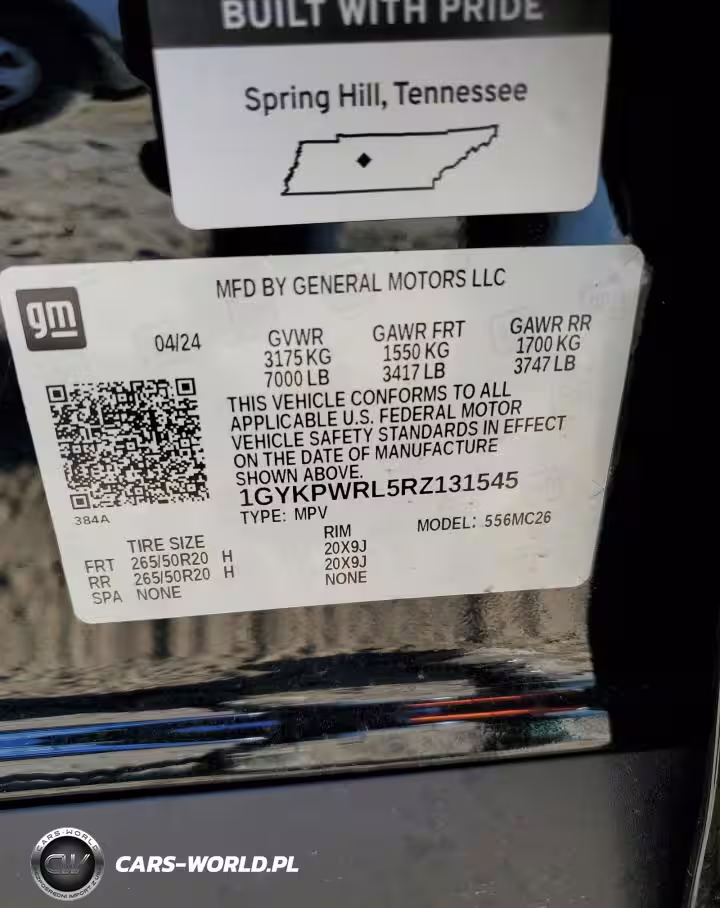 BUILT WITH PRIDE
Spring Hill, Tennessee
gm
MFD BY GENERAL MOTORS LLC
04/24
GVWR
3175 KG
7000 LB
GAWR FRT
1550 KG
3417 LB
GAWR RR
1700 KG
3747 LB
THIS VEHICLE CONFORMS TO ALL
APPLICABLE U.S. FEDERAL MOTOR
VEHICLE SAFETY STANDARDS IN EFFECT
ON THE DATE OF MANUFACTURE
SHOWN ABOVE.
1GYKPWRL5RZ131545
TYPE: MPV
MODEL: 556MC26
384A
TIRE SIZE
RIM
FRT 265/50R20 H 20X9J
RR 265/50R20 H 20X9J
SPA NONE NONE
CARS-WORLD
CW
CARS-WORLD.PL